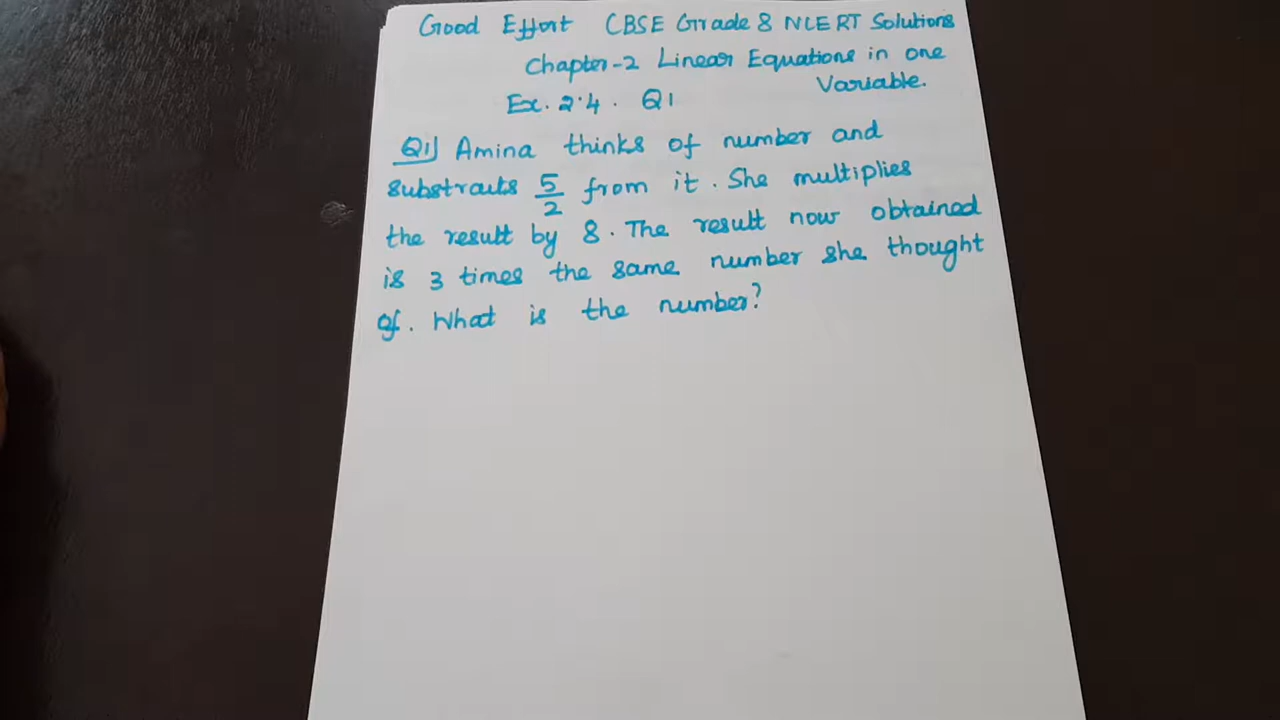 Good Effort CBSE Grade 8 NCERT Solutions
Chapter-2 Linear Equations in one
Variable.
Ex. 2.4. Q1
Q1) Amina thinks of number and
substracts 5/2 from it. She multiplies
the result by 8. The result now obtained
is 3 times the same number she thought
of. What is the number?